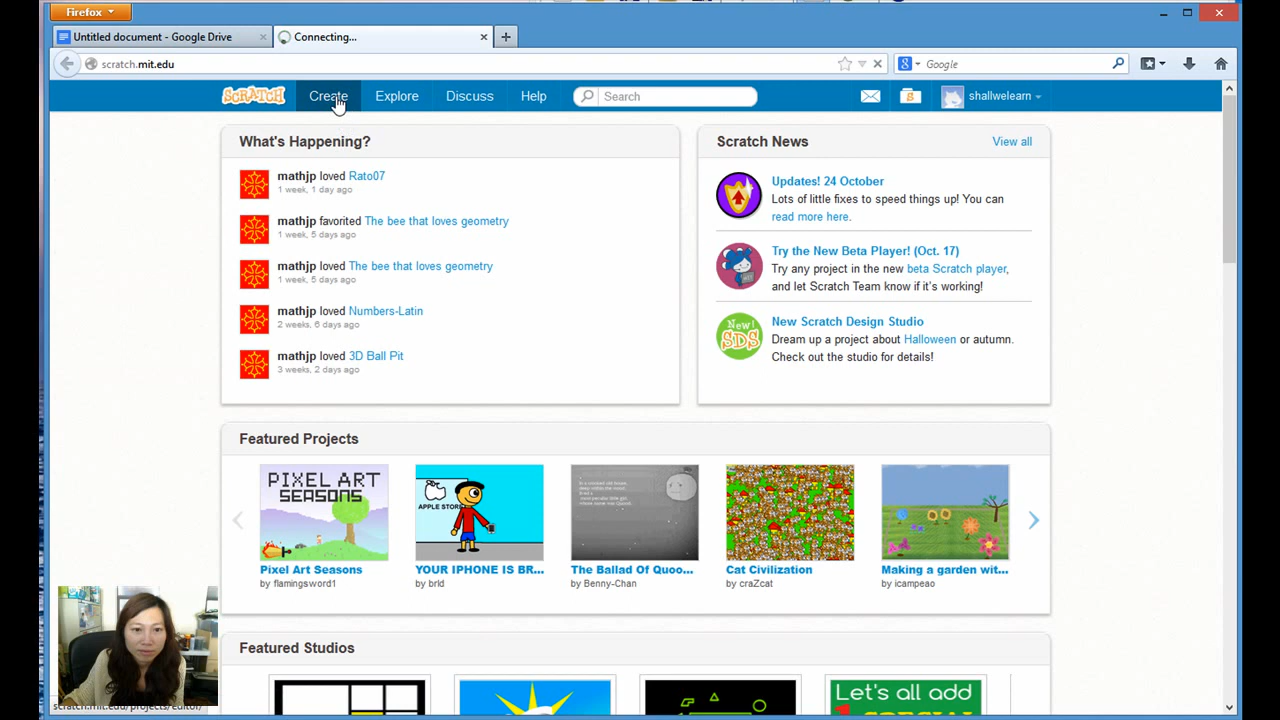 Firefox
Untitled document - Google Drive
Connecting...
scratch.mit.edu
Google
SCRATCH
Create
Explore
Discuss
Help
Search
shallwelearn
What's Happening?
mathjp loved Rato07
1 week, 1 day ago
mathjp favorited The bee that loves geometry
1 week, 5 days ago
mathjp loved The bee that loves geometry
1 week, 5 days ago
mathjp loved Numbers-Latin
2 weeks, 6 days ago
mathjp loved 3D Ball Pit
3 weeks, 2 days ago
Scratch News
View all
Updates! 24 October
Lots of little fixes to speed things up! You can
read more here.
Try the New Beta Player! (Oct. 17)
Try any project in the new beta Scratch player,
and let Scratch Team know if it's working!
New!
SDS
New Scratch Design Studio
Dream up a project about Halloween or autumn.
Check out the studio for details!
Featured Projects
PIXEL ART
SEASONS
APPLE STORE
Pixel Art Seasons
by flamingsword1
YOUR IPHONE IS BR...
by brld
The Ballad Of Quoo...
by Benny-Chan
Cat Civilization
by craZcat
Making a garden wit...
by icampeao
Featured Studios
Let's all add
scratch.mit.edu/projects/editor/